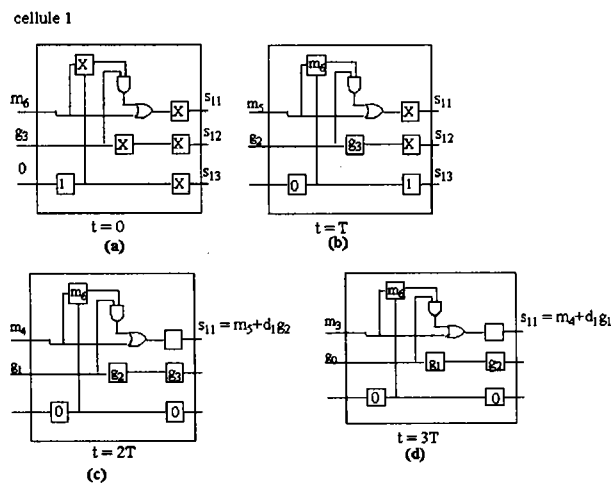 cellule 1
X
m6
X
s11
g3
X
X
s12
0
1
X
s13
t = 0
(a)
m6
m5
X
s11
g2
g3
X
s12
0
1
s13
t = T
(b)
m6
m4
s11 = m5+d1g2
g1
g2
g3
0
0
t = 2T
(c)
m6
m3
s11 = m4+d1g1
g0
g1
g2
0
0
t = 3T
(d)